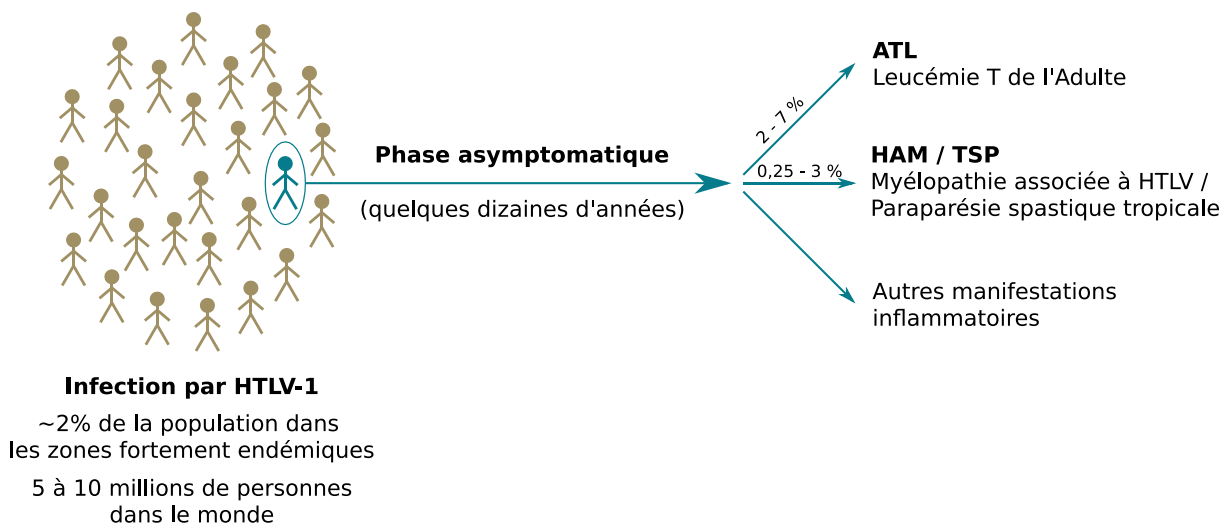 Infection par HTLV-1
~2% de la population dans
les zones fortement endémiques
5 à 10 millions de personnes
dans le monde
Phase asymptomatique
(quelques dizaines d'années)
2 - 7 %
ATL
Leucémie T de l'Adulte
0,25 - 3 %
HAM / TSP
Myélopathie associée à HTLV /
Paraparésie spastique tropicale
Autres manifestations
inflammatoires